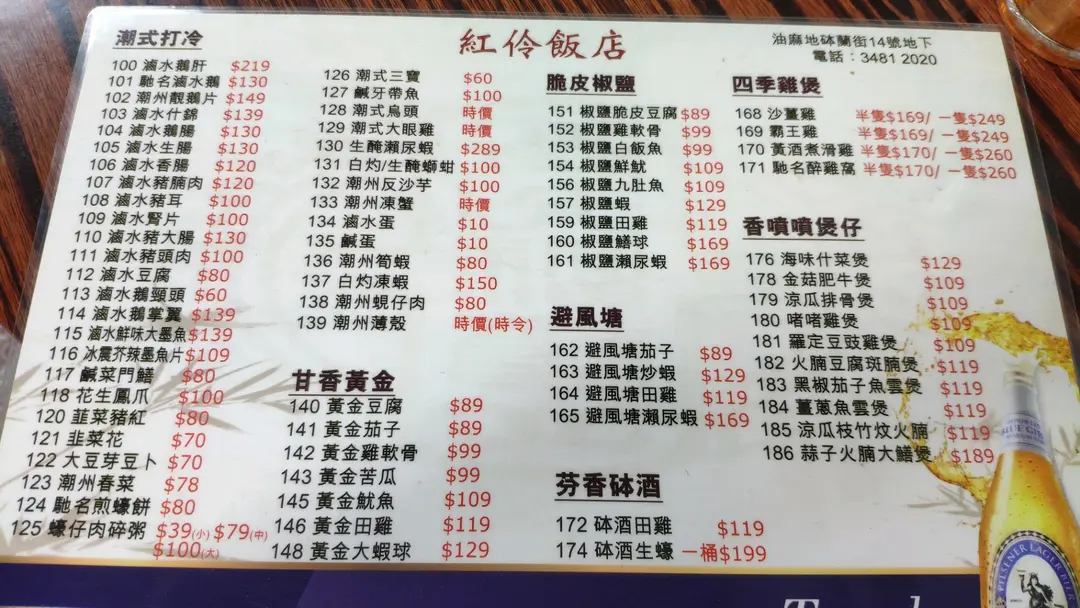 紅伶飯店
油麻地砵蘭街14號地下
電話：3481 2020
潮式打冷
100 滷水鵝肝 $219
101 馳名滷水鵝 $130
102 潮州靚鵝片 $149
103 滷水什錦 $139
104 滷水鵝腸 $130
105 滷水生腸 $130
106 滷水香腸 $120
107 滷水豬腩肉 $120
108 滷水豬耳 $100
109 滷水腎片 $100
110 滷水豬大腸 $130
111 滷水豬頭肉 $100
112 滷水豆腐 $80
113 滷水鵝頸頭 $60
114 滷水鵝掌翼 $139
115 滷水鮮味大墨魚 $139
116 冰震芥辣墨魚片 $109
117 鹹菜門鱔 $80
118 花生鳳爪 $100
120 韮菜豬紅 $80
121 韭菜花 $70
122 大豆芽豆卜 $70
123 潮州春菜 $78
124 馳名煎蠔餅 $80
125 蠔仔肉碎粥 $39(小) $79(中)
$100(大)
126 潮式三寶 $60
127 鹹牙帶魚 $100
128 潮式烏頭 時價
129 潮式大眼雞 時價
130 生醃瀨尿蝦 $289
131 白灼/生醃螄蚶 $100
132 潮州反沙芋 $100
133 潮州凍蟹 時價
134 滷水蛋 $10
135 鹹蛋 $10
136 潮州筍蝦 $80
137 白灼凍蝦 $150
138 潮州蜆仔肉 $80
139 潮州薄殼 時價(時令)
甘香黃金
140 黃金豆腐 $89
141 黃金茄子 $89
142 黃金雞軟骨 $99
143 黃金苦瓜 $99
145 黃金魷魚 $109
146 黃金田雞 $119
148 黃金大蝦球 $129
脆皮椒鹽
151 椒鹽脆皮豆腐 $89
152 椒鹽雞軟骨 $99
153 椒鹽白飯魚 $99
154 椒鹽鮮魷 $109
156 椒鹽九肚魚 $109
157 椒鹽蝦 $129
159 椒鹽田雞 $119
160 椒鹽鱔球 $169
161 椒鹽瀨尿蝦 $169
避風塘
162 避風塘茄子 $89
163 避風塘炒蝦 $129
164 避風塘田雞 $119
165 避風塘瀨尿蝦 $169
芬香砵酒
172 砵酒田雞 $119
174 砵酒生蠔 一桶$199
四季雞煲
168 沙薑雞 半隻$169/ 一隻$249
169 霸王雞 半隻$169/ 一隻$249
170 黃酒煮滑雞 半隻$170/ 一隻$260
171 馳名醉雞窩 半隻$170/ 一隻$260
香噴噴煲仔
176 海味什菜煲 $129
178 金菇肥牛煲 $109
179 涼瓜排骨煲 $109
180 啫啫雞煲 $109
181 羅定豆豉雞煲 $109
182 火腩豆腐斑腩煲 $119
183 黑椒茄子魚雲煲 $119
184 薑蔥魚雲煲 $119
185 涼瓜枝竹炆火腩 $119
186 蒜子火腩大鱔煲 $189
PILSENER LAGER BEER